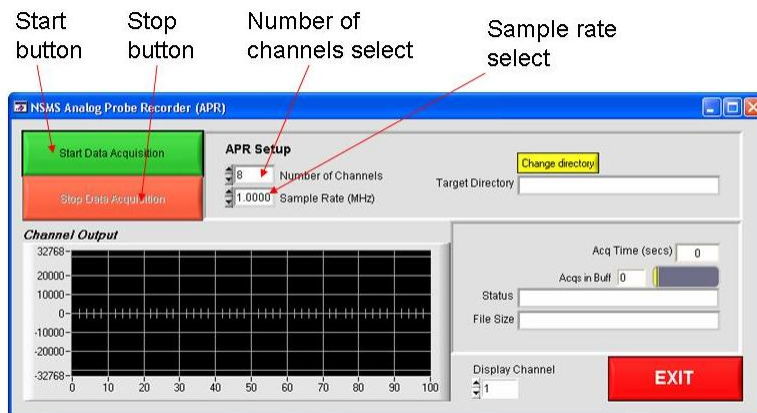 Start
button
Stop
button
Number of
channels select
Sample rate
select
NSMS Analog Probe Recorder (APR)
Start Data Acquisition
Stop Data Acquisition
APR Setup
8 Number of Channels
1.0000 Sample Rate (MHz)
Change directory
Target Directory
Channel Output
32768
20000
10000
0
-10000
-20000
-32768
0 10 20 30 40 50 60 70 80 90 100
Acq Time (secs) 0
Acqs in Buff 0
Status
File Size
Display Channel
1
EXIT